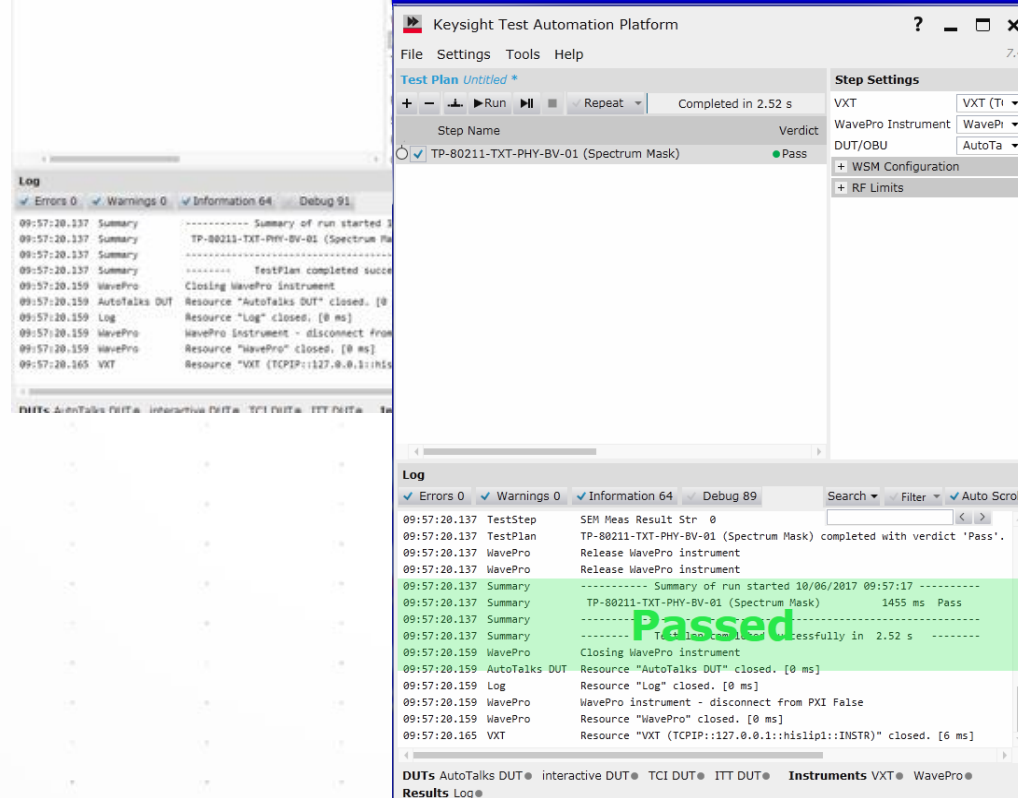 Log
Errors 0 Warnings 0 Information 64 Debug 91
09:57:20.137 Summary ----------- Summary of run started 1
09:57:20.137 Summary TP-80211-TXT-PHY-BV-01 (Spectrum Ma
09:57:20.137 Summary -----------------------------------
09:57:20.137 Summary -------- TestPlan completed succe
09:57:20.159 WavePro Closing WavePro instrument
09:57:20.159 AutoTalks DUT Resource "AutoTalks DUT" closed. [0
09:57:20.159 Log Resource "Log" closed. [0 ms]
09:57:20.159 WavePro WavePro instrument - disconnect from
09:57:20.159 WavePro Resource "WavePro" closed. [0 ms]
09:57:20.165 VXT Resource "VXT (TCPIP::127.0.0.1::his
DUTs AutoTalks DUT interactive DUT TCI DUT ITT DUT In
Keysight Test Automation Platform
File Settings Tools Help 7.
Test Plan Untitled *
+ − Run Repeat Completed in 2.52 s
Step Name Verdict
TP-80211-TXT-PHY-BV-01 (Spectrum Mask) Pass
Step Settings
VXT VXT (T
WavePro Instrument WavePr
DUT/OBU AutoTa
+ WSM Configuration
+ RF Limits
Log
Errors 0 Warnings 0 Information 64 Debug 89 Search Filter Auto Scrol
09:57:20.137 TestStep SEM Meas Result Str 0
09:57:20.137 TestPlan TP-80211-TXT-PHY-BV-01 (Spectrum Mask) completed with verdict 'Pass'.
09:57:20.137 WavePro Release WavePro instrument
09:57:20.137 WavePro Release WavePro instrument
09:57:20.137 Summary ----------- Summary of run started 10/06/2017 09:57:17 ----------
09:57:20.137 Summary TP-80211-TXT-PHY-BV-01 (Spectrum Mask) 1455 ms Pass
09:57:20.137 Summary ------------------------------------------------------------------
Passed
09:57:20.137 Summary -------- TestPlan completed successfully in 2.52 s --------
09:57:20.159 WavePro Closing WavePro instrument
09:57:20.159 AutoTalks DUT Resource "AutoTalks DUT" closed. [0 ms]
09:57:20.159 Log Resource "Log" closed. [0 ms]
09:57:20.159 WavePro WavePro instrument - disconnect from PXI False
09:57:20.159 WavePro Resource "WavePro" closed. [0 ms]
09:57:20.165 VXT Resource "VXT (TCPIP::127.0.0.1::hislip1::INSTR)" closed. [6 ms]
DUTs AutoTalks DUT interactive DUT TCI DUT ITT DUT Instruments VXT WavePro
Results Log